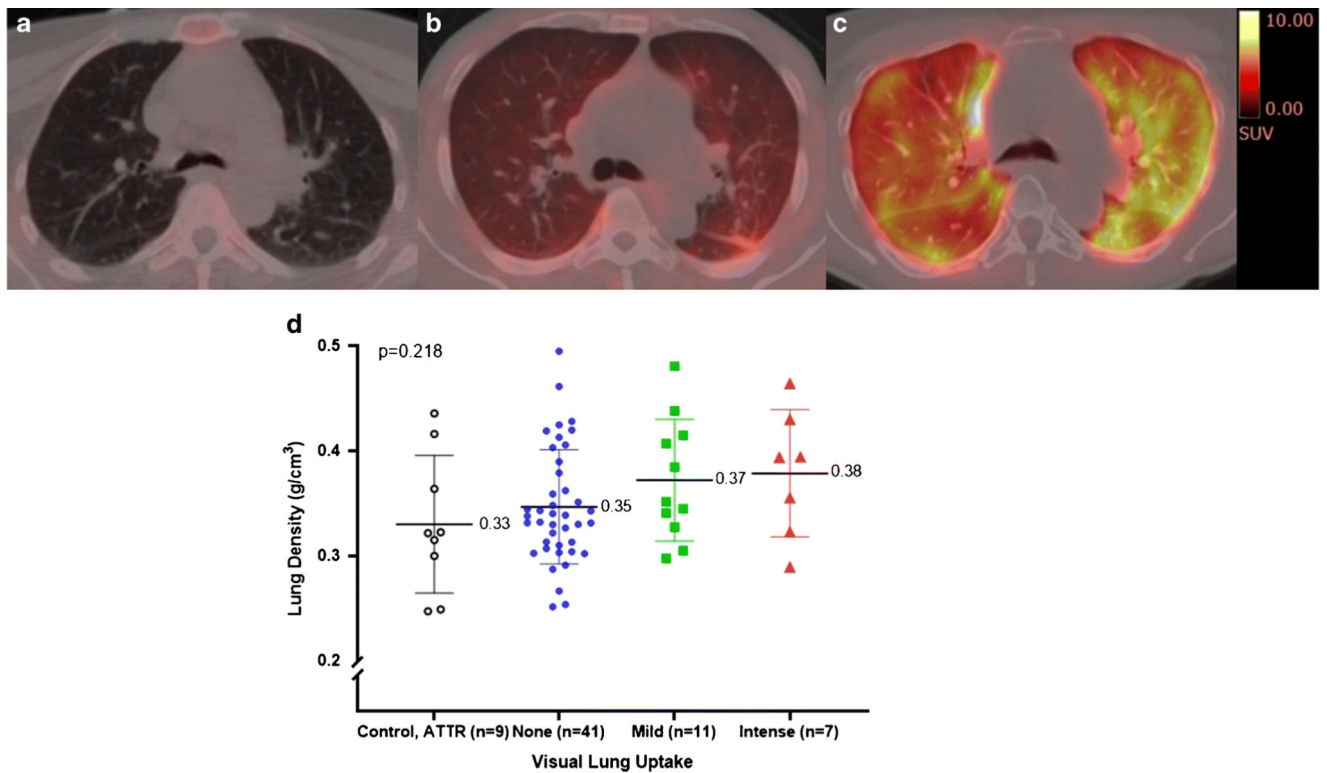 a
b
c
10.00
0.00
SUV
d
p=0.218
Lung Density (g/cm³)
0.5
0.4
0.3
0.2
0.33
0.35
0.37
0.38
Control, ATTR (n=9) None (n=41) Mild (n=11) Intense (n=7)
Visual Lung Uptake